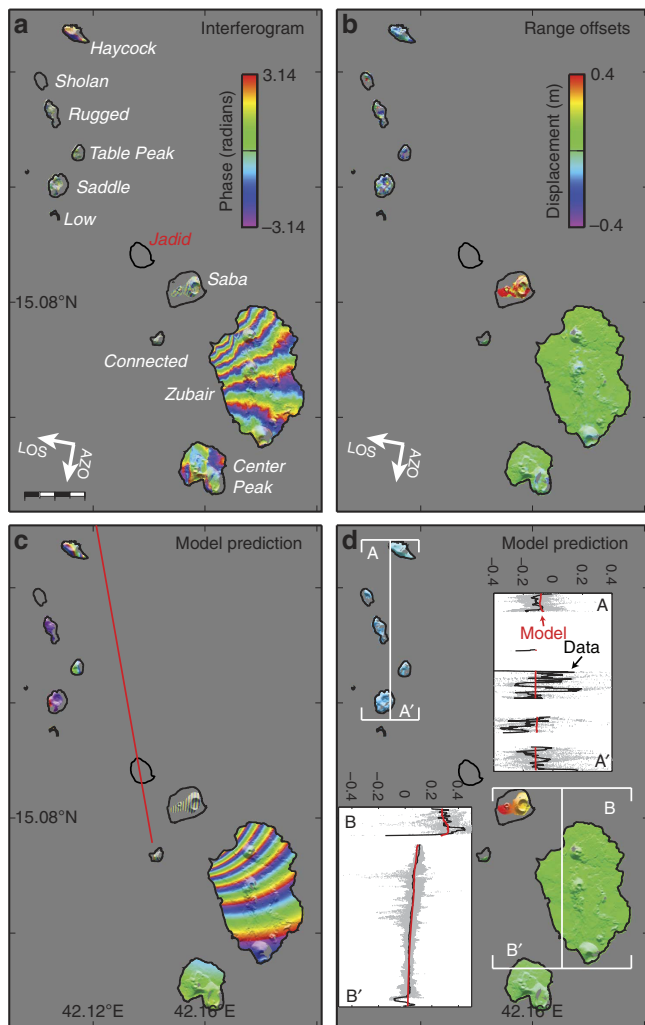 a
Interferogram
Haycock
Sholan
Rugged
Table Peak
Saddle
Low
Jadid
Saba
Connected
Zubair
Center
Peak
15.08°N
LOS
AZO
3.14
Phase (radians)
−3.14
b
Range offsets
0.4
Displacement (m)
−0.4
LOS
AZO
c
Model prediction
15.08°N
42.12°E
42.16°E
d
Model prediction
A
A′
−0.4
−0.2
0
0.2
0.4
A
Model
Data
A′
−0.4
−0.2
0
0.2
0.4
B
B′
B
B′
42.16°E